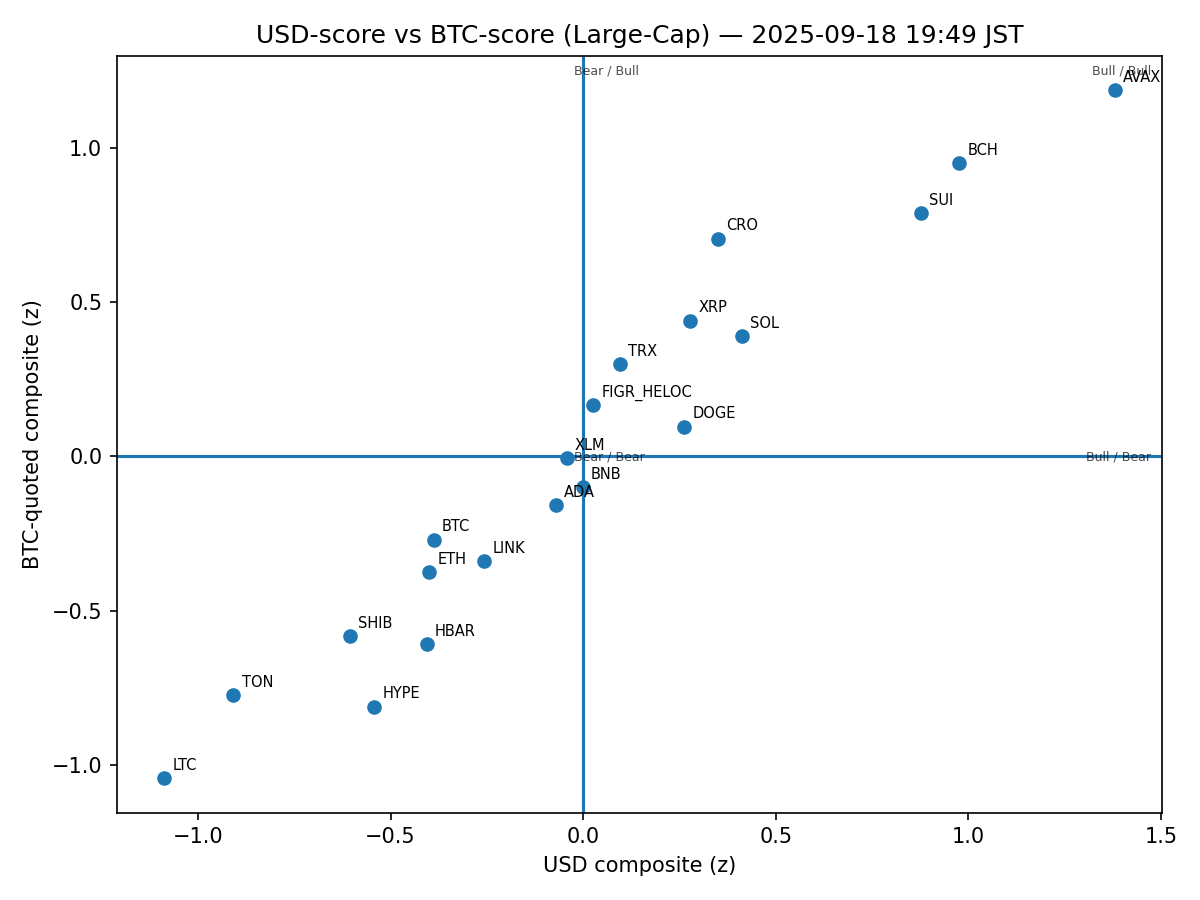 USD-score vs BTC-score (Large-Cap) — 2025-09-18 19:49 JST
Bear / Bull
Bull / Bull
AVAX
BCH
SUI
CRO
XRP
SOL
TRX
FIGR_HELOC
DOGE
XLM
Bear / Bear
Bull / Bear
BNB
ADA
BTC
LINK
ETH
SHIB
HBAR
TON
HYPE
LTC
1.0
0.5
0.0
−0.5
−1.0
BTC-quoted composite (z)
−1.0
−0.5
0.0
0.5
1.0
1.5
USD composite (z)